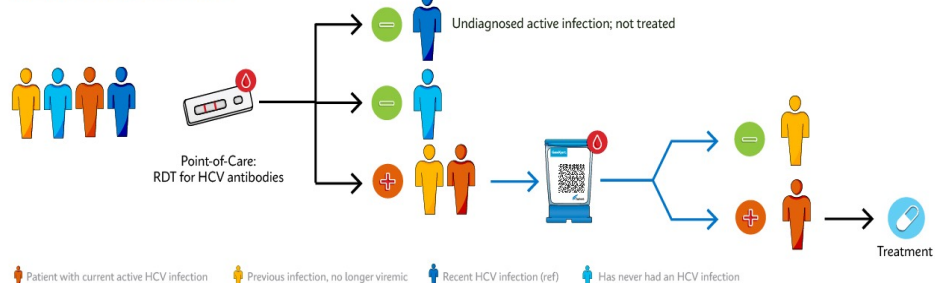 Undiagnosed active infection; not treated
Point-of-Care:
RDT for HCV antibodies
Treatment
Patient with current active HCV infection
Previous infection, no longer viremic
Recent HCV infection (ref)
Has never had an HCV infection